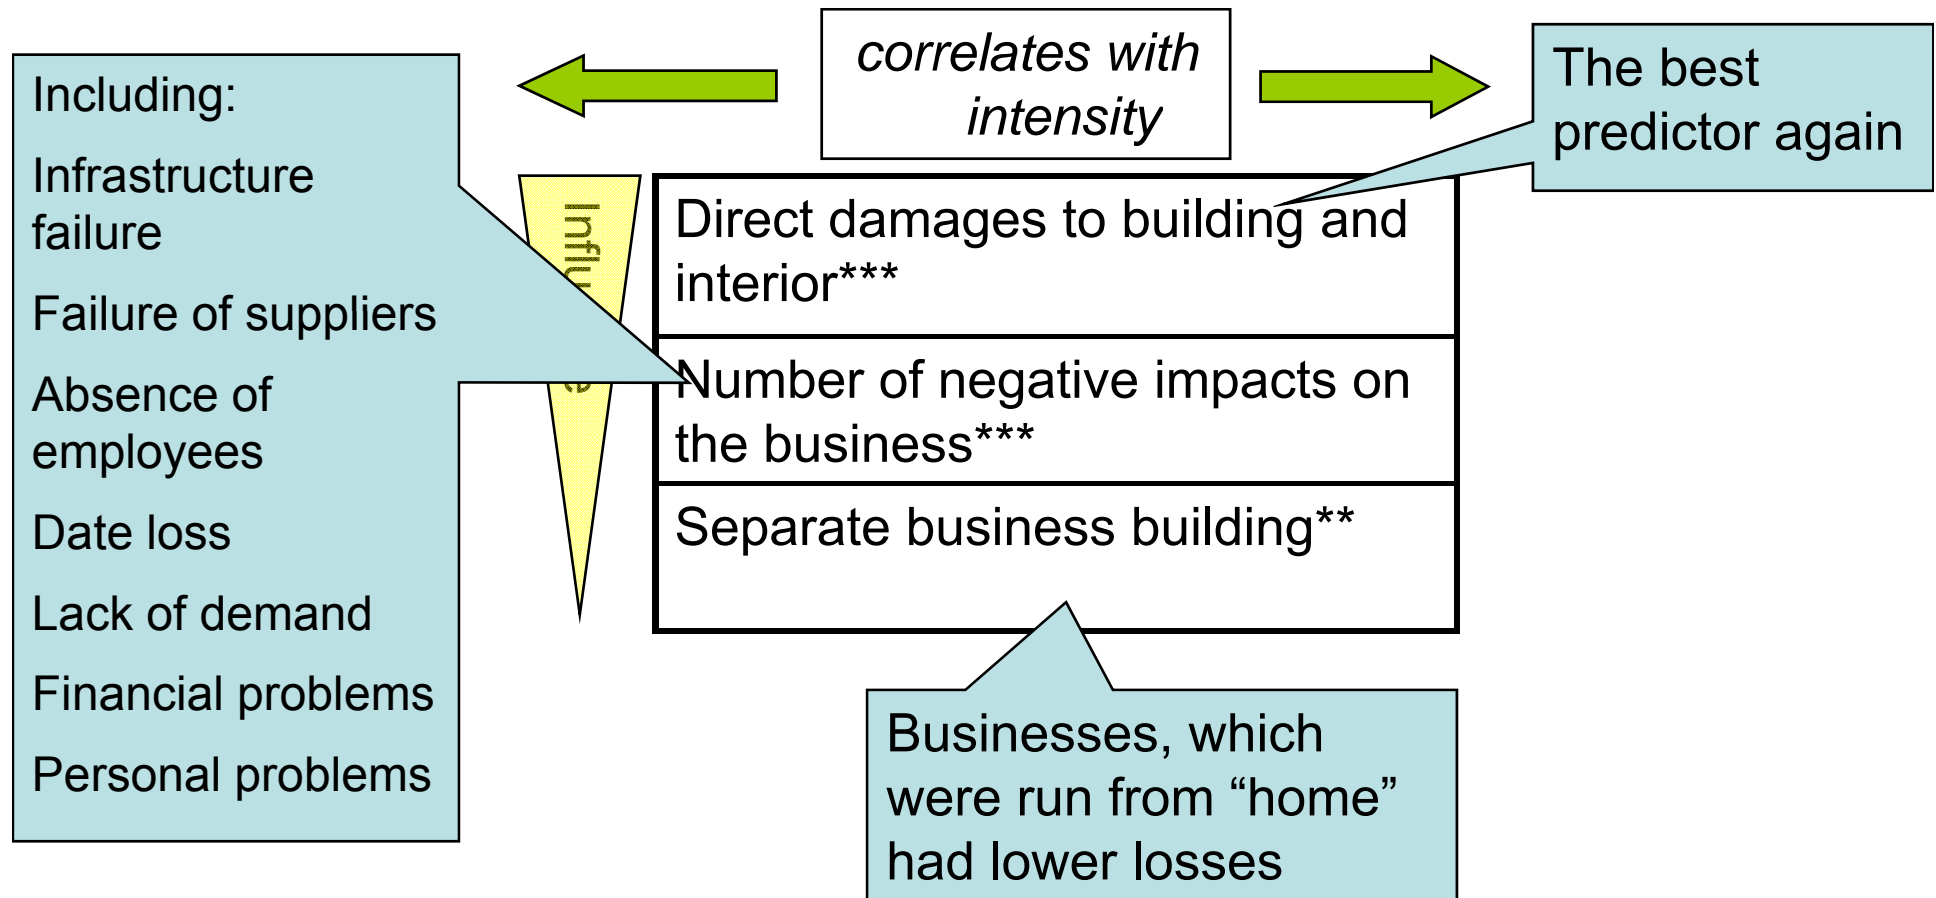 correlates with
intensity
The best
predictor again
Including:
Infrastructure
failure
Failure of suppliers
Absence of
employees
Date loss
Lack of demand
Financial problems
Personal problems
Direct damages to building and
interior***
Number of negative impacts on
the business***
Separate business building**
Businesses, which
were run from “home”
had lower losses